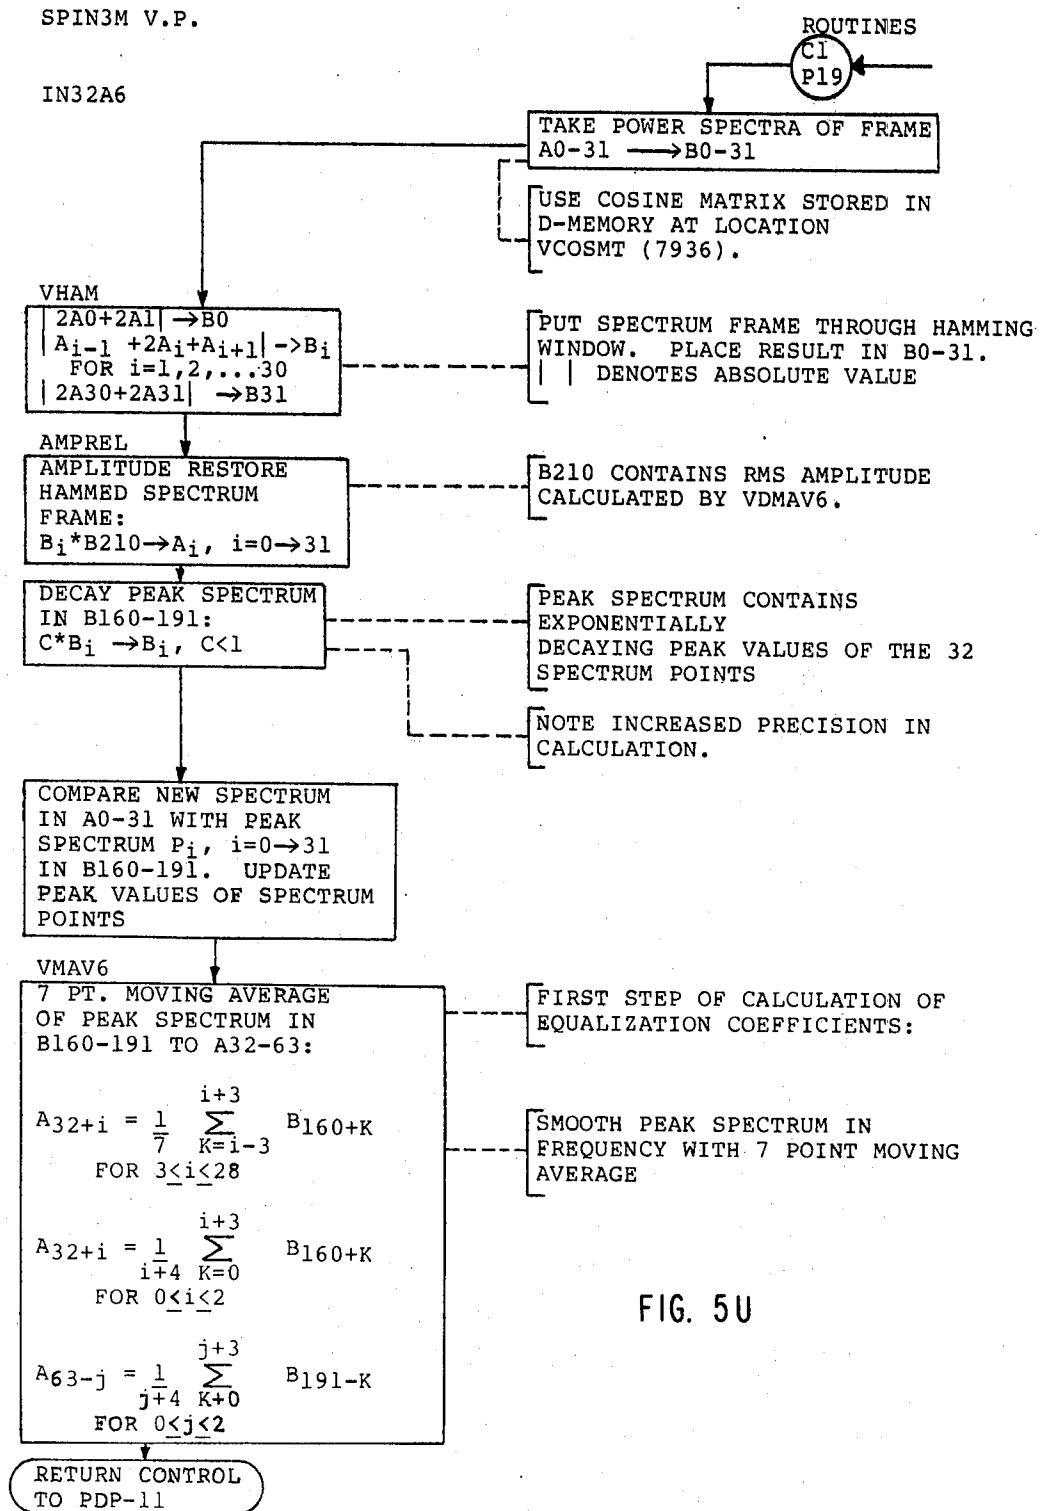 SPIN3M V.P.
ROUTINES
C1
P19
IN32A6
TAKE POWER SPECTRA OF FRAME
A0-31 ⟶B0-31
USE COSINE MATRIX STORED IN
D-MEMORY AT LOCATION
VCOSMT (7936).
VHAM
|2A0+2A1|→B0
|Ai-1 +2Ai+Ai+1|->Bi
FOR i=1,2,...30
|2A30+2A31| →B31
PUT SPECTRUM FRAME THROUGH HAMMING
WINDOW. PLACE RESULT IN B0-31.
| | DENOTES ABSOLUTE VALUE
AMPREL
AMPLITUDE RESTORE
HAMMED SPECTRUM
FRAME:
Bi*B210→Ai, i=0→31
B210 CONTAINS RMS AMPLITUDE
CALCULATED BY VDMAV6.
DECAY PEAK SPECTRUM
IN B160-191:
C*Bi →Bi, C<1
PEAK SPECTRUM CONTAINS
EXPONENTIALLY
DECAYING PEAK VALUES OF THE 32
SPECTRUM POINTS
NOTE INCREASED PRECISION IN
CALCULATION.
COMPARE NEW SPECTRUM
IN A0-31 WITH PEAK
SPECTRUM Pi, i=0→31
IN B160-191. UPDATE
PEAK VALUES OF SPECTRUM
POINTS
VMAV6
7 PT. MOVING AVERAGE
OF PEAK SPECTRUM IN
B160-191 TO A32-63:
FIRST STEP OF CALCULATION OF
EQUALIZATION COEFFICIENTS:
i+3
A32+i = 1/7 Σ B160+K
K=i-3
FOR 3≤i≤28
SMOOTH PEAK SPECTRUM IN
FREQUENCY WITH 7 POINT MOVING
AVERAGE
i+3
A32+i = 1/i+4 Σ B160+K
K=0
FOR 0≤i≤2
j+3
A63-j = 1/j+4 Σ B191-K
K+0
FOR 0≤j≤2
FIG. 5U
RETURN CONTROL
TO PDP-11